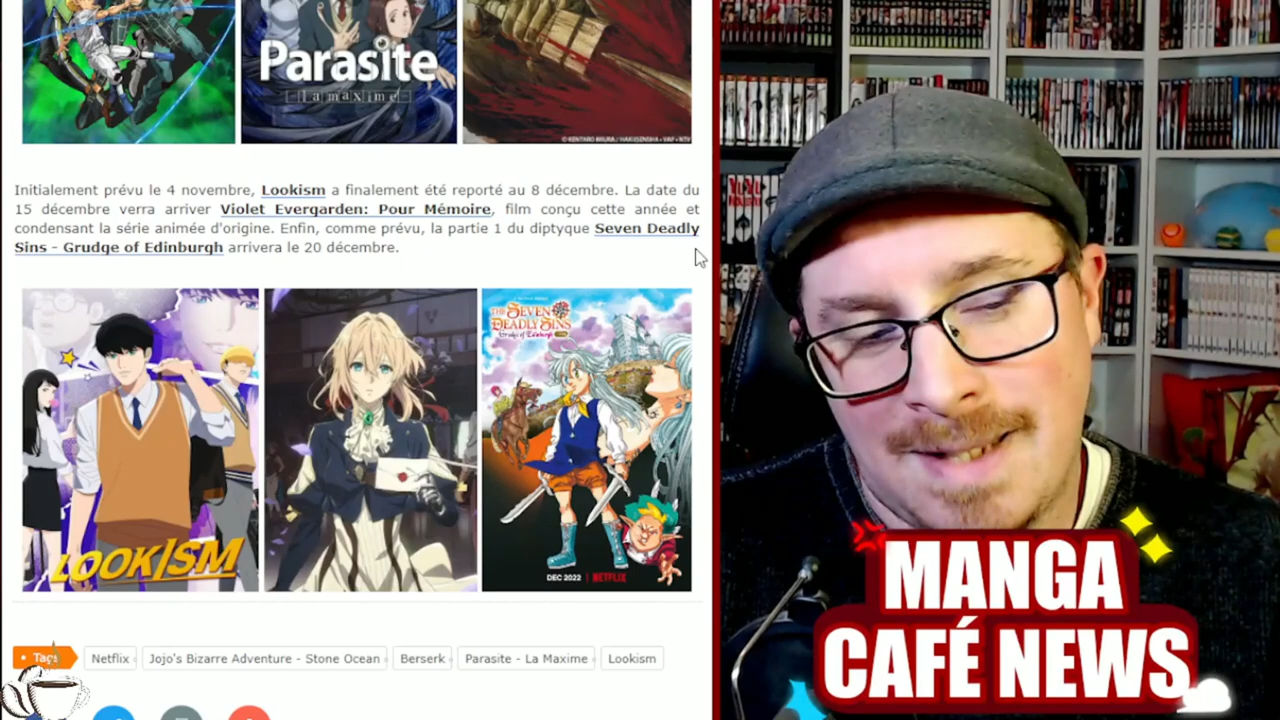 Parasite
la maxime
© KENTARO MIURA / HAKUSENSHA • VAP • NTV
Initialement prévu le 4 novembre, Lookism a finalement été reporté au 8 décembre. La date du
15 décembre verra arriver Violet Evergarden: Pour Mémoire, film conçu cette année et
condensant la série animée d'origine. Enfin, comme prévu, la partie 1 du diptyque Seven Deadly
Sins - Grudge of Edinburgh arrivera le 20 décembre.
LOOKISM
THE SEVEN
DEADLY SINS
Grudge of Edinburgh
DEC 2022 | NETFLIX
Tags
Netflix
Jojo's Bizarre Adventure - Stone Ocean
Berserk
Parasite - La Maxime
Lookism
MANGA
CAFÉ NEWS